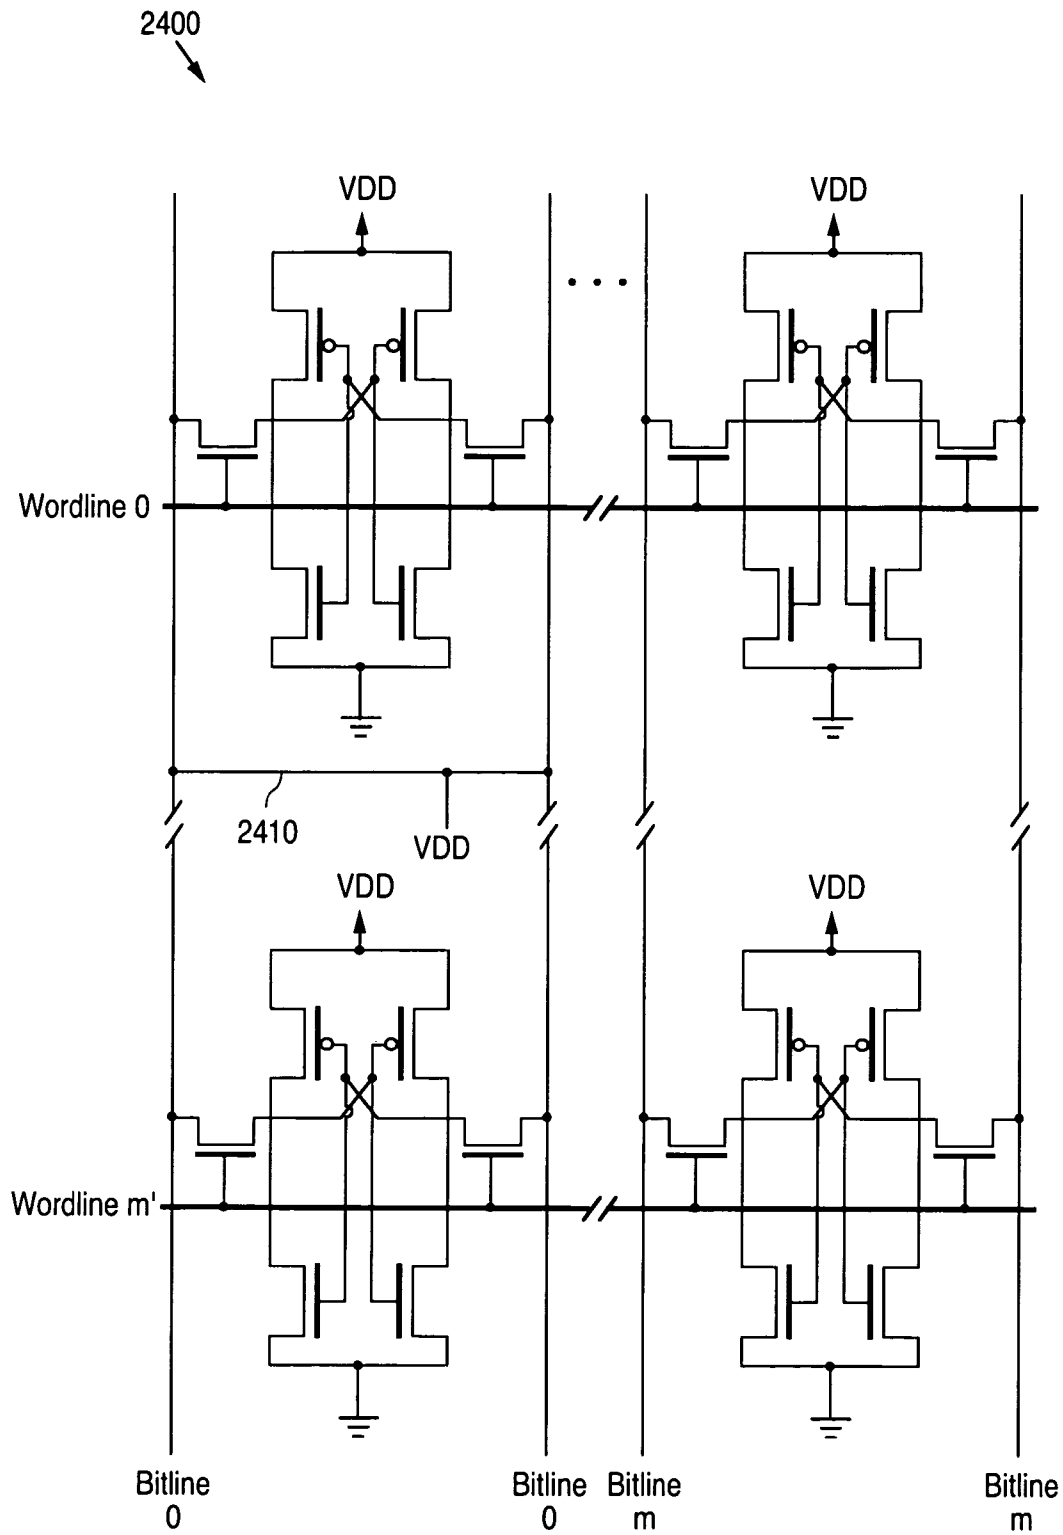 2400
VDD
VDD
. . .
Wordline 0
2410
VDD
VDD
VDD
Wordline m'
Bitline
0
Bitline
0
Bitline
m
Bitline
m